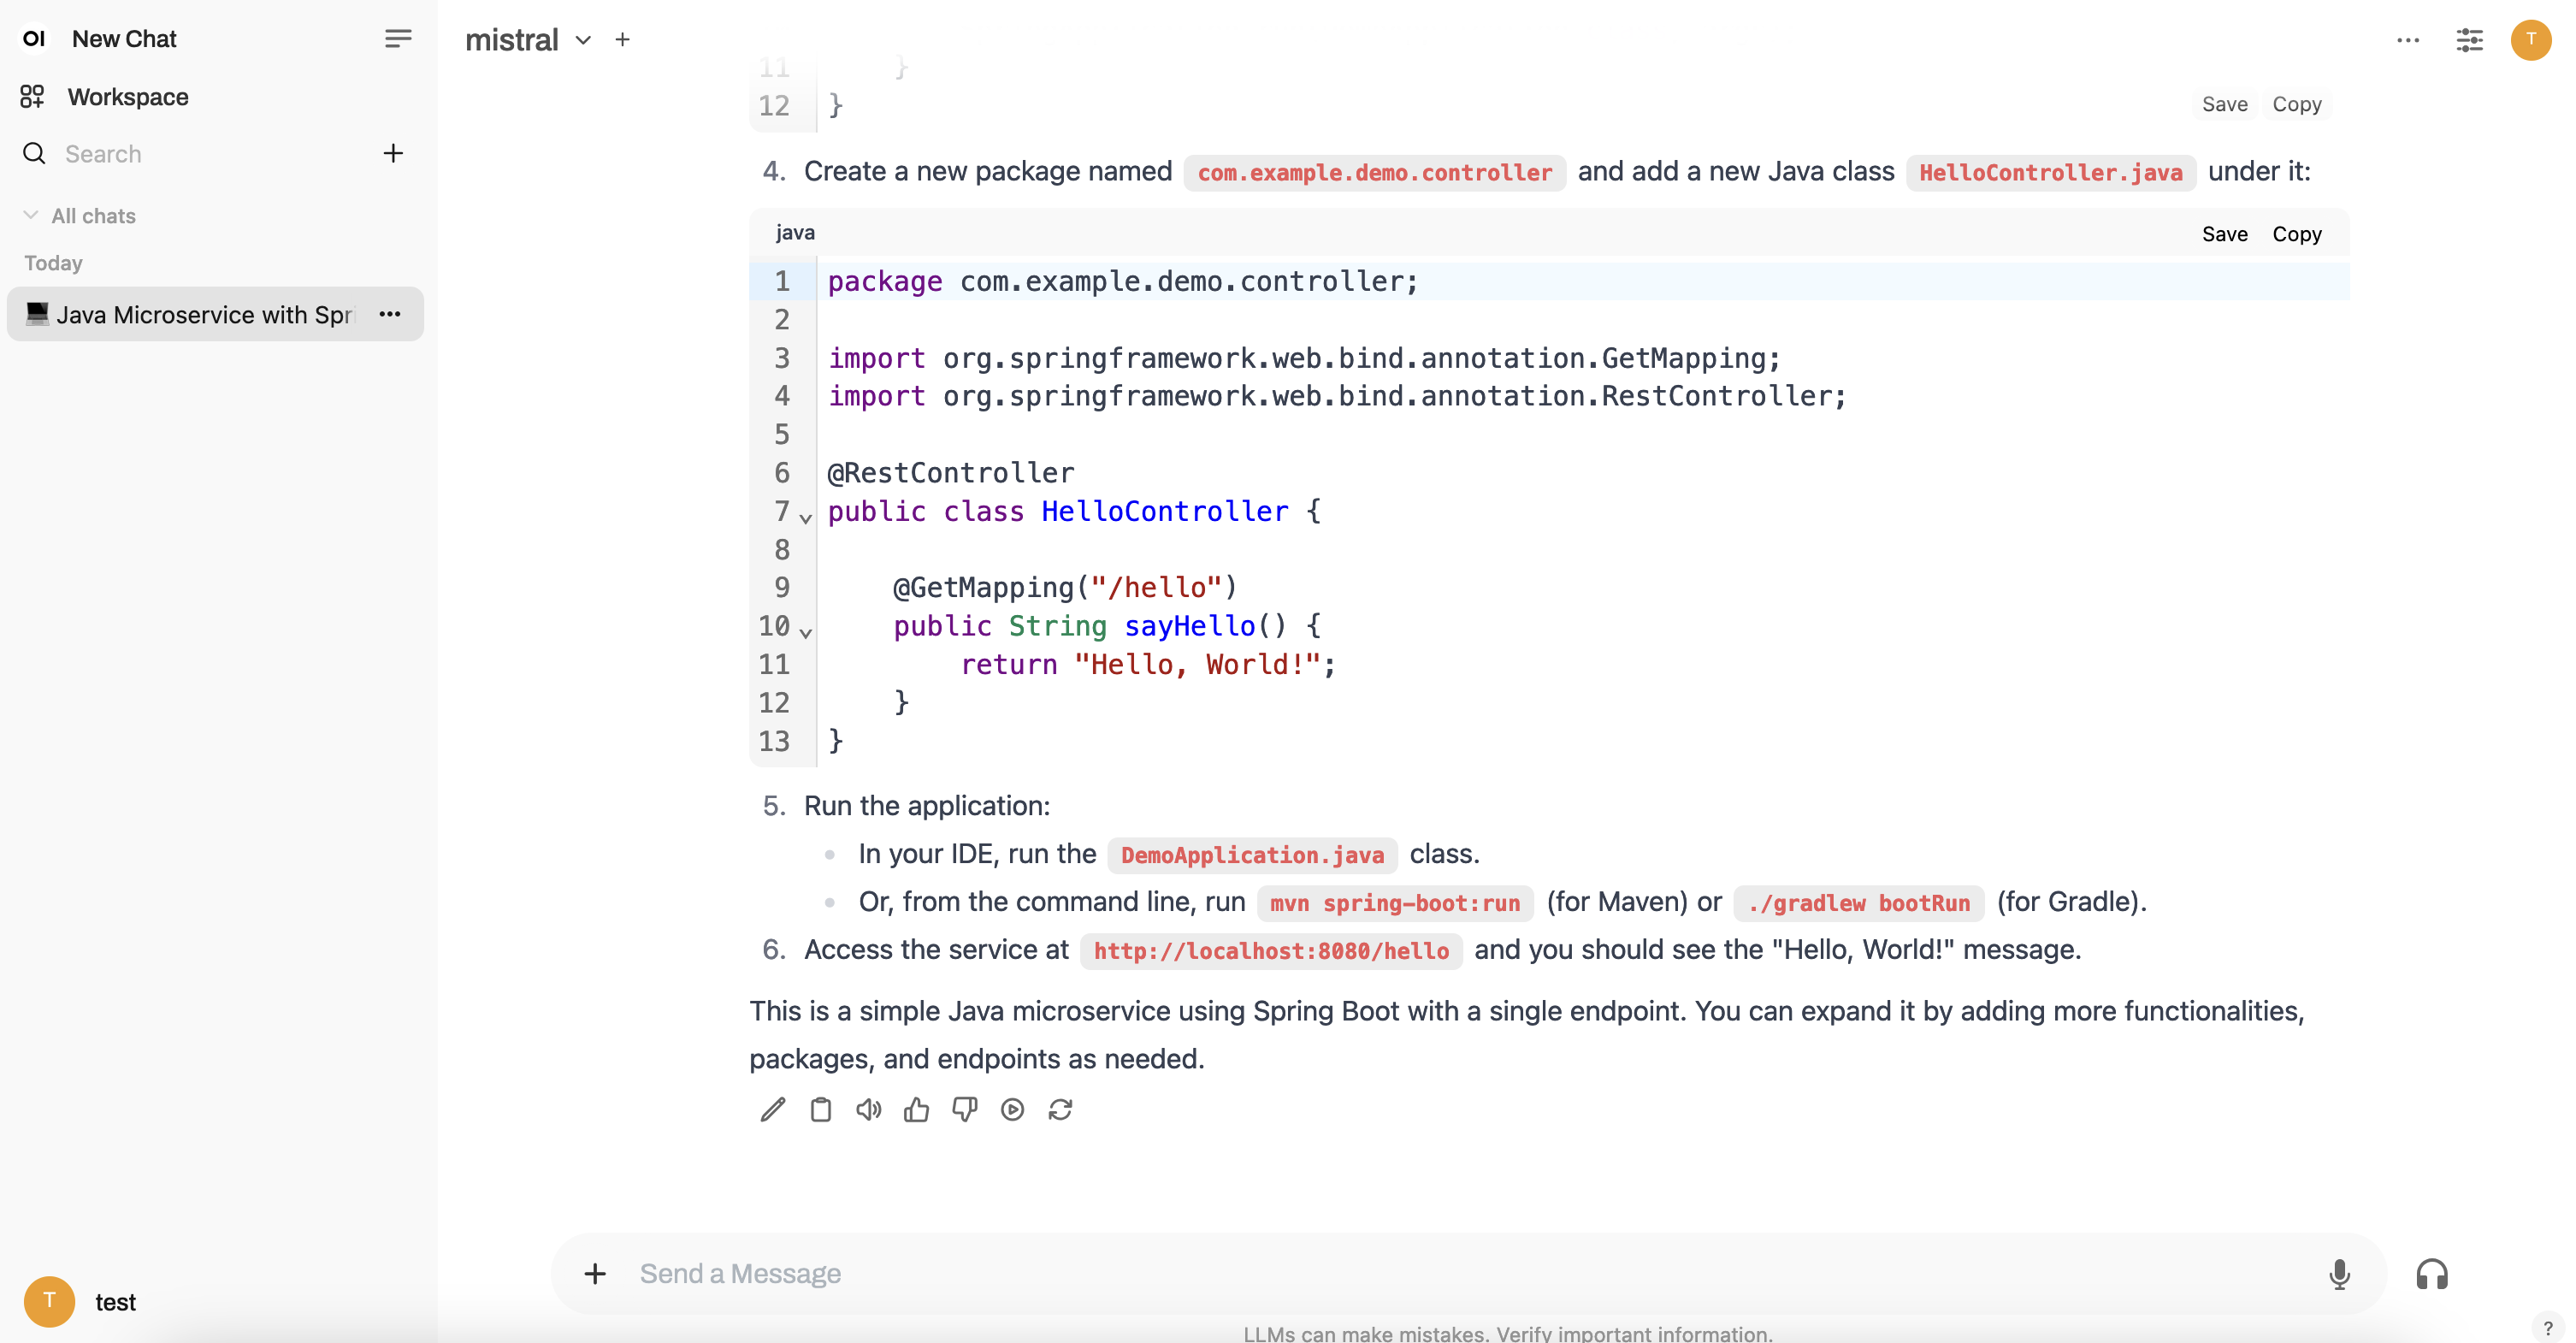 OI New Chat
mistral
T
Workspace
11 }
12 }
Save Copy
Search
4. Create a new package named com.example.demo.controller and add a new Java class HelloController.java under it:
All chats
java
Save Copy
Today
1 package com.example.demo.controller;
Java Microservice with Spri
2
3 import org.springframework.web.bind.annotation.GetMapping;
4 import org.springframework.web.bind.annotation.RestController;
5
6 @RestController
7 public class HelloController {
8
9     @GetMapping("/hello")
10     public String sayHello() {
11         return "Hello, World!";
12     }
13 }
5. Run the application:
In your IDE, run the DemoApplication.java class.
Or, from the command line, run mvn spring-boot:run (for Maven) or ./gradlew bootRun (for Gradle).
6. Access the service at http://localhost:8080/hello and you should see the "Hello, World!" message.
This is a simple Java microservice using Spring Boot with a single endpoint. You can expand it by adding more functionalities,
packages, and endpoints as needed.
Send a Message
T test
LLMs can make mistakes. Verify important information.
?